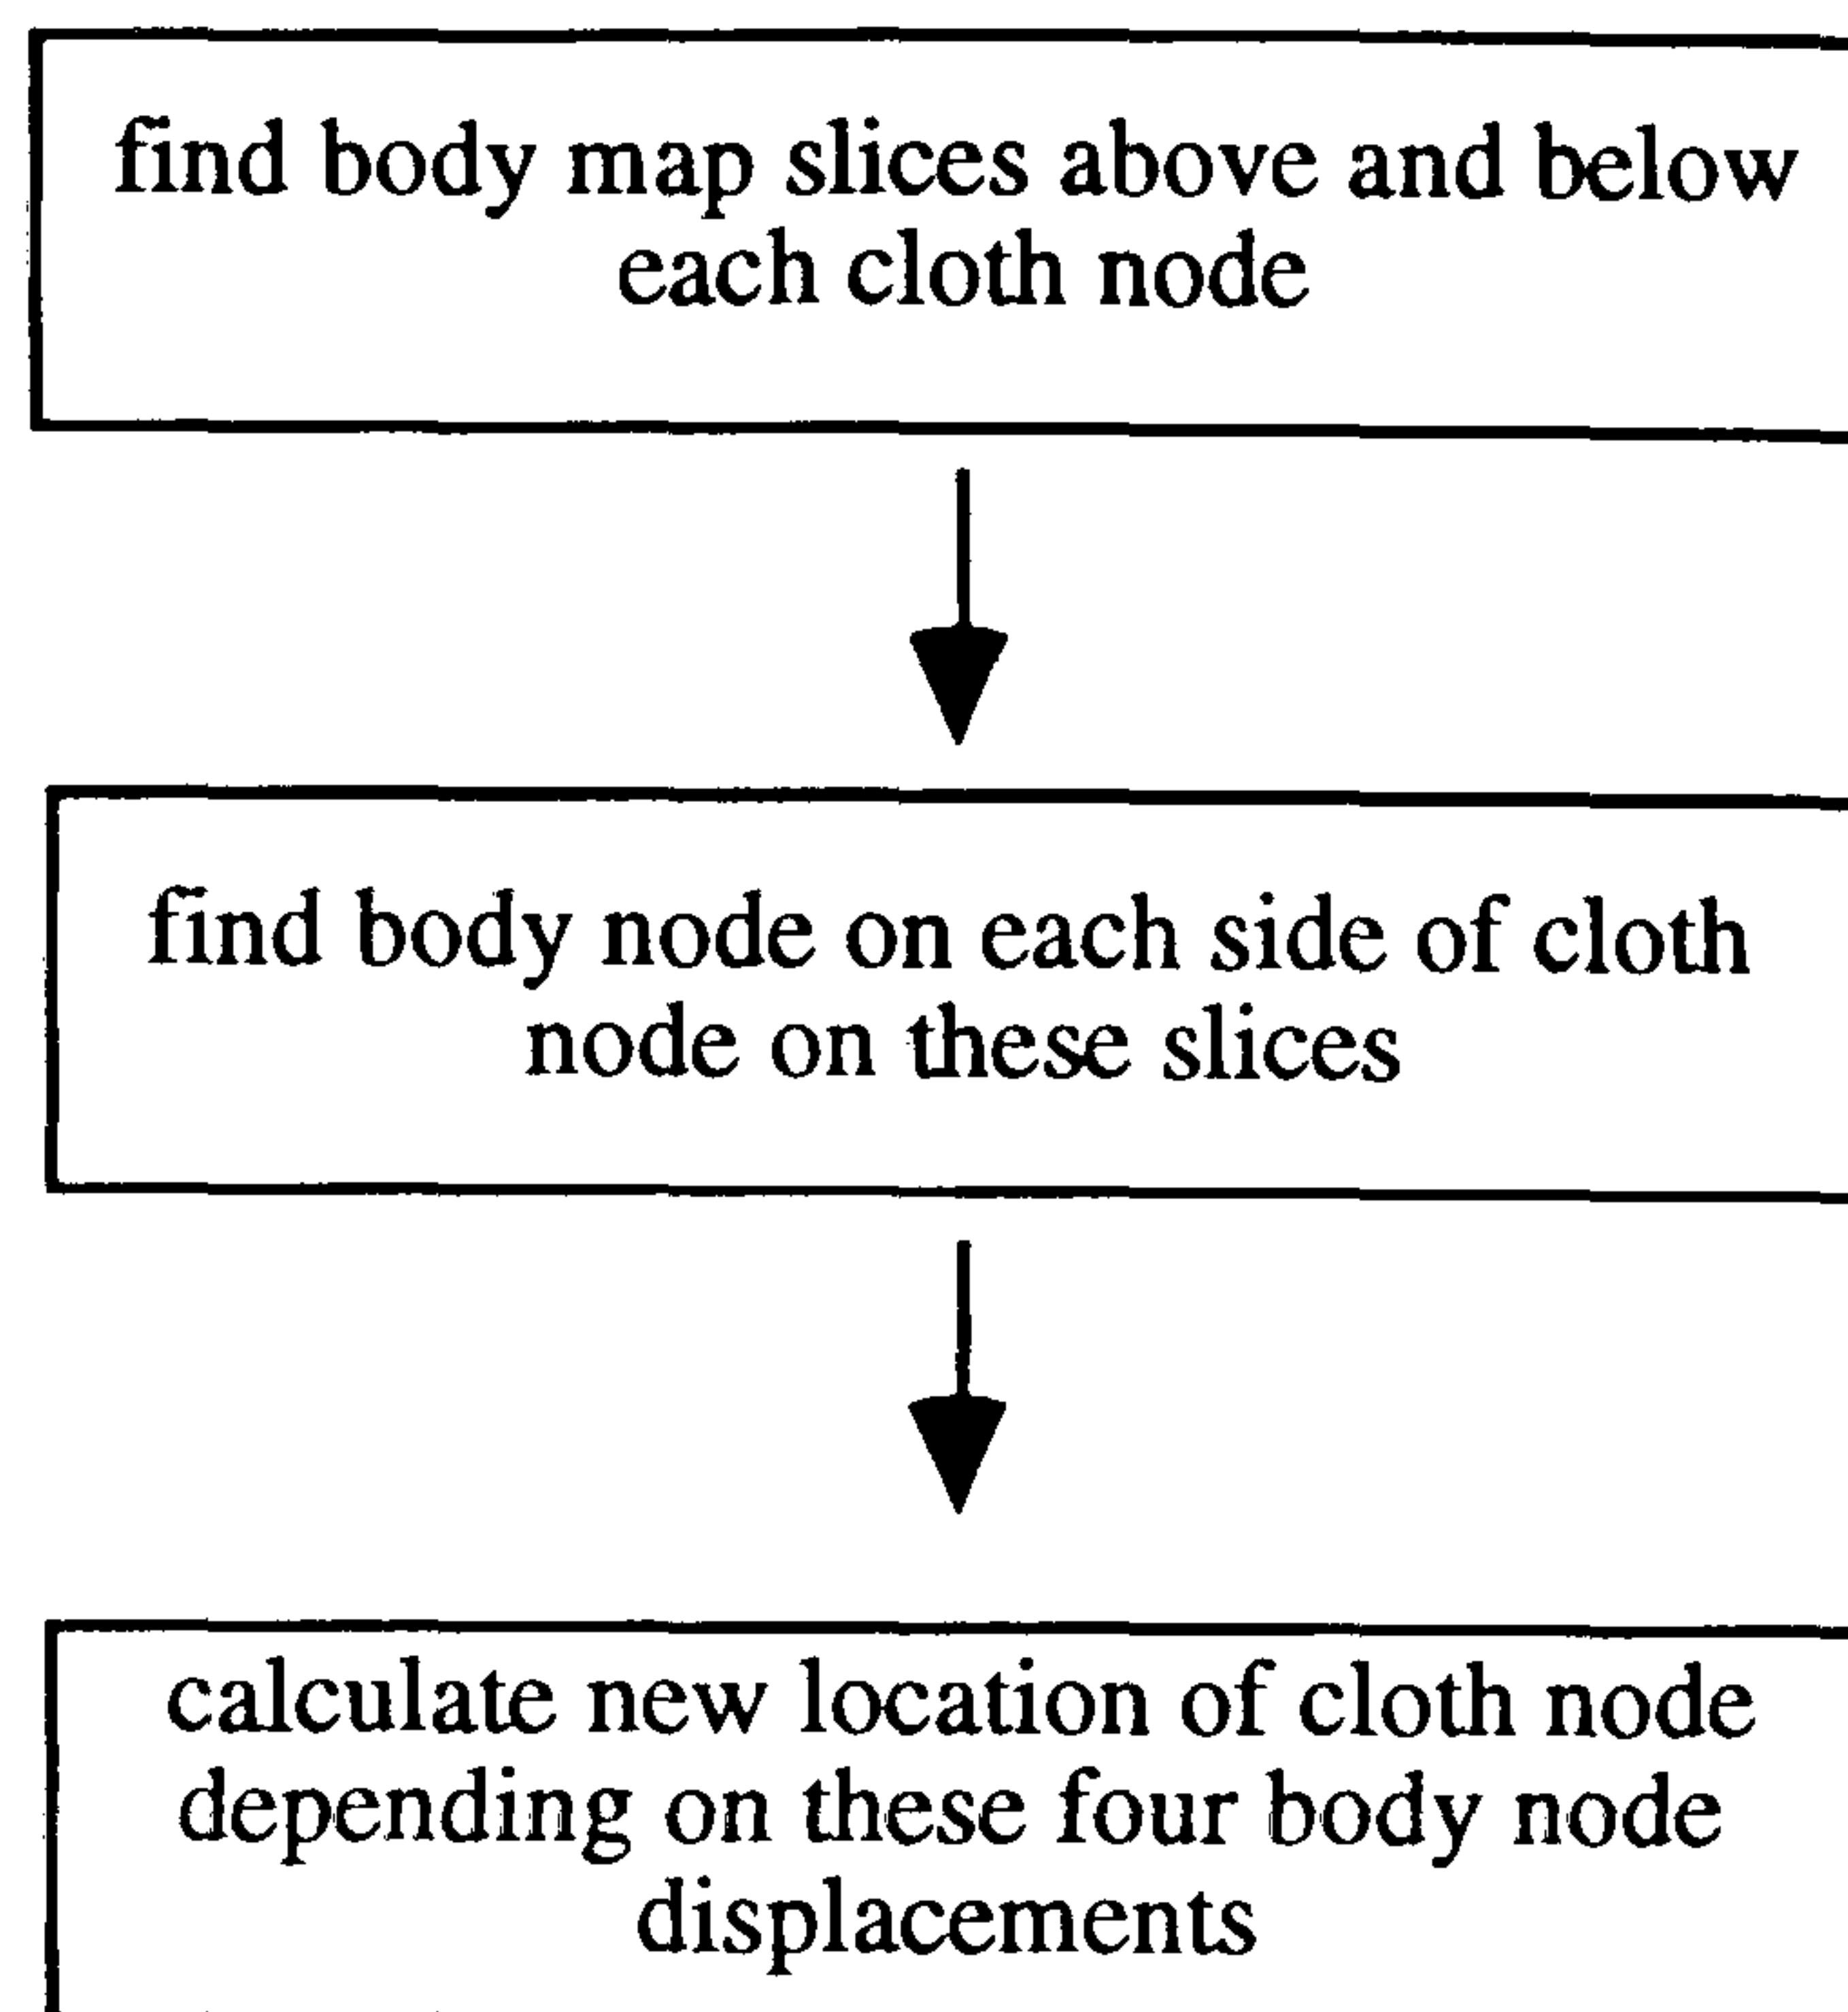 find body map slices above and below
each cloth node
find body node on each side of cloth
node on these slices
calculate new location of cloth node
depending on these four body node
displacements